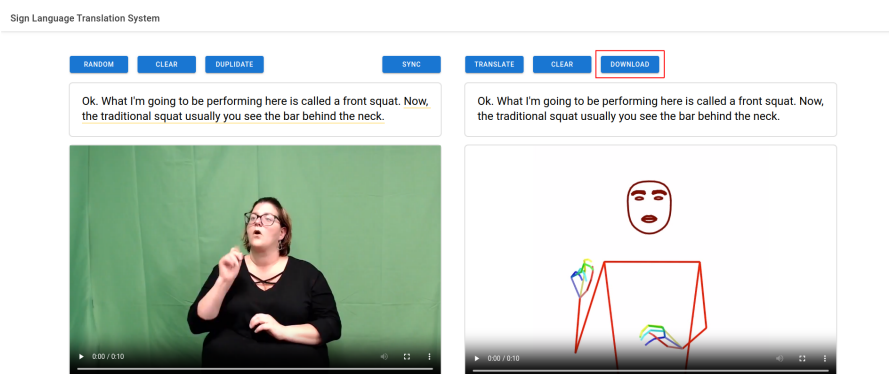 Sign Language Translation System
RANDOM CLEAR DUPLIDATE SYNC TRANSLATE CLEAR DOWNLOAD
Ok. What I'm going to be performing here is called a front squat. Now,
the traditional squat usually you see the bar behind the neck.
Ok. What I'm going to be performing here is called a front squat. Now,
the traditional squat usually you see the bar behind the neck.
0:00 / 0:10
0:00 / 0:10